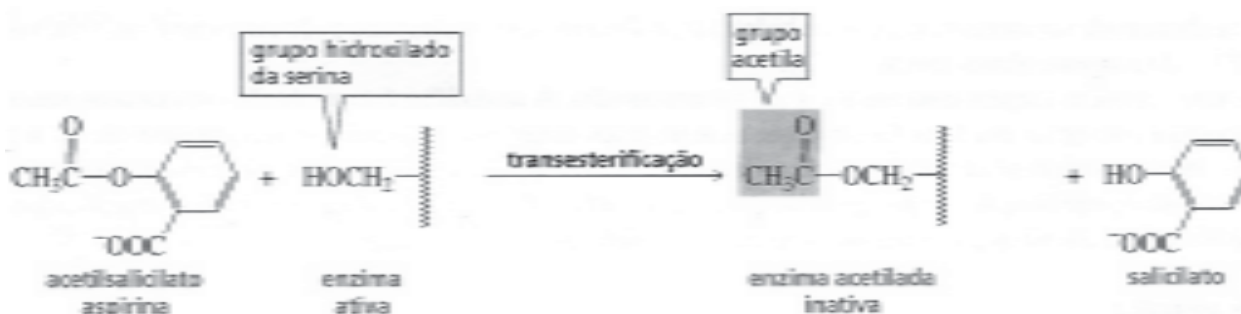 grupo hidroxilado
da serina
grupo
acetila
O
CH₃C—O—
⁻OOC
+
HOCH₂—
transesterificação
O
CH₃C—OCH₂—
+
HO—
⁻OOC
acetilsalicilato
aspirina
enzima
ativa
enzima acetilada
inativa
salicilato